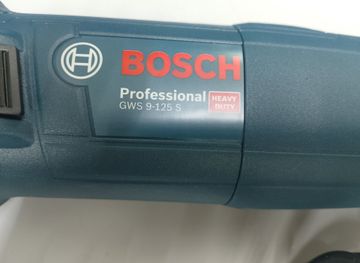 BOSCH
Professional
GWS 9-125 S
HEAVY
DUTY